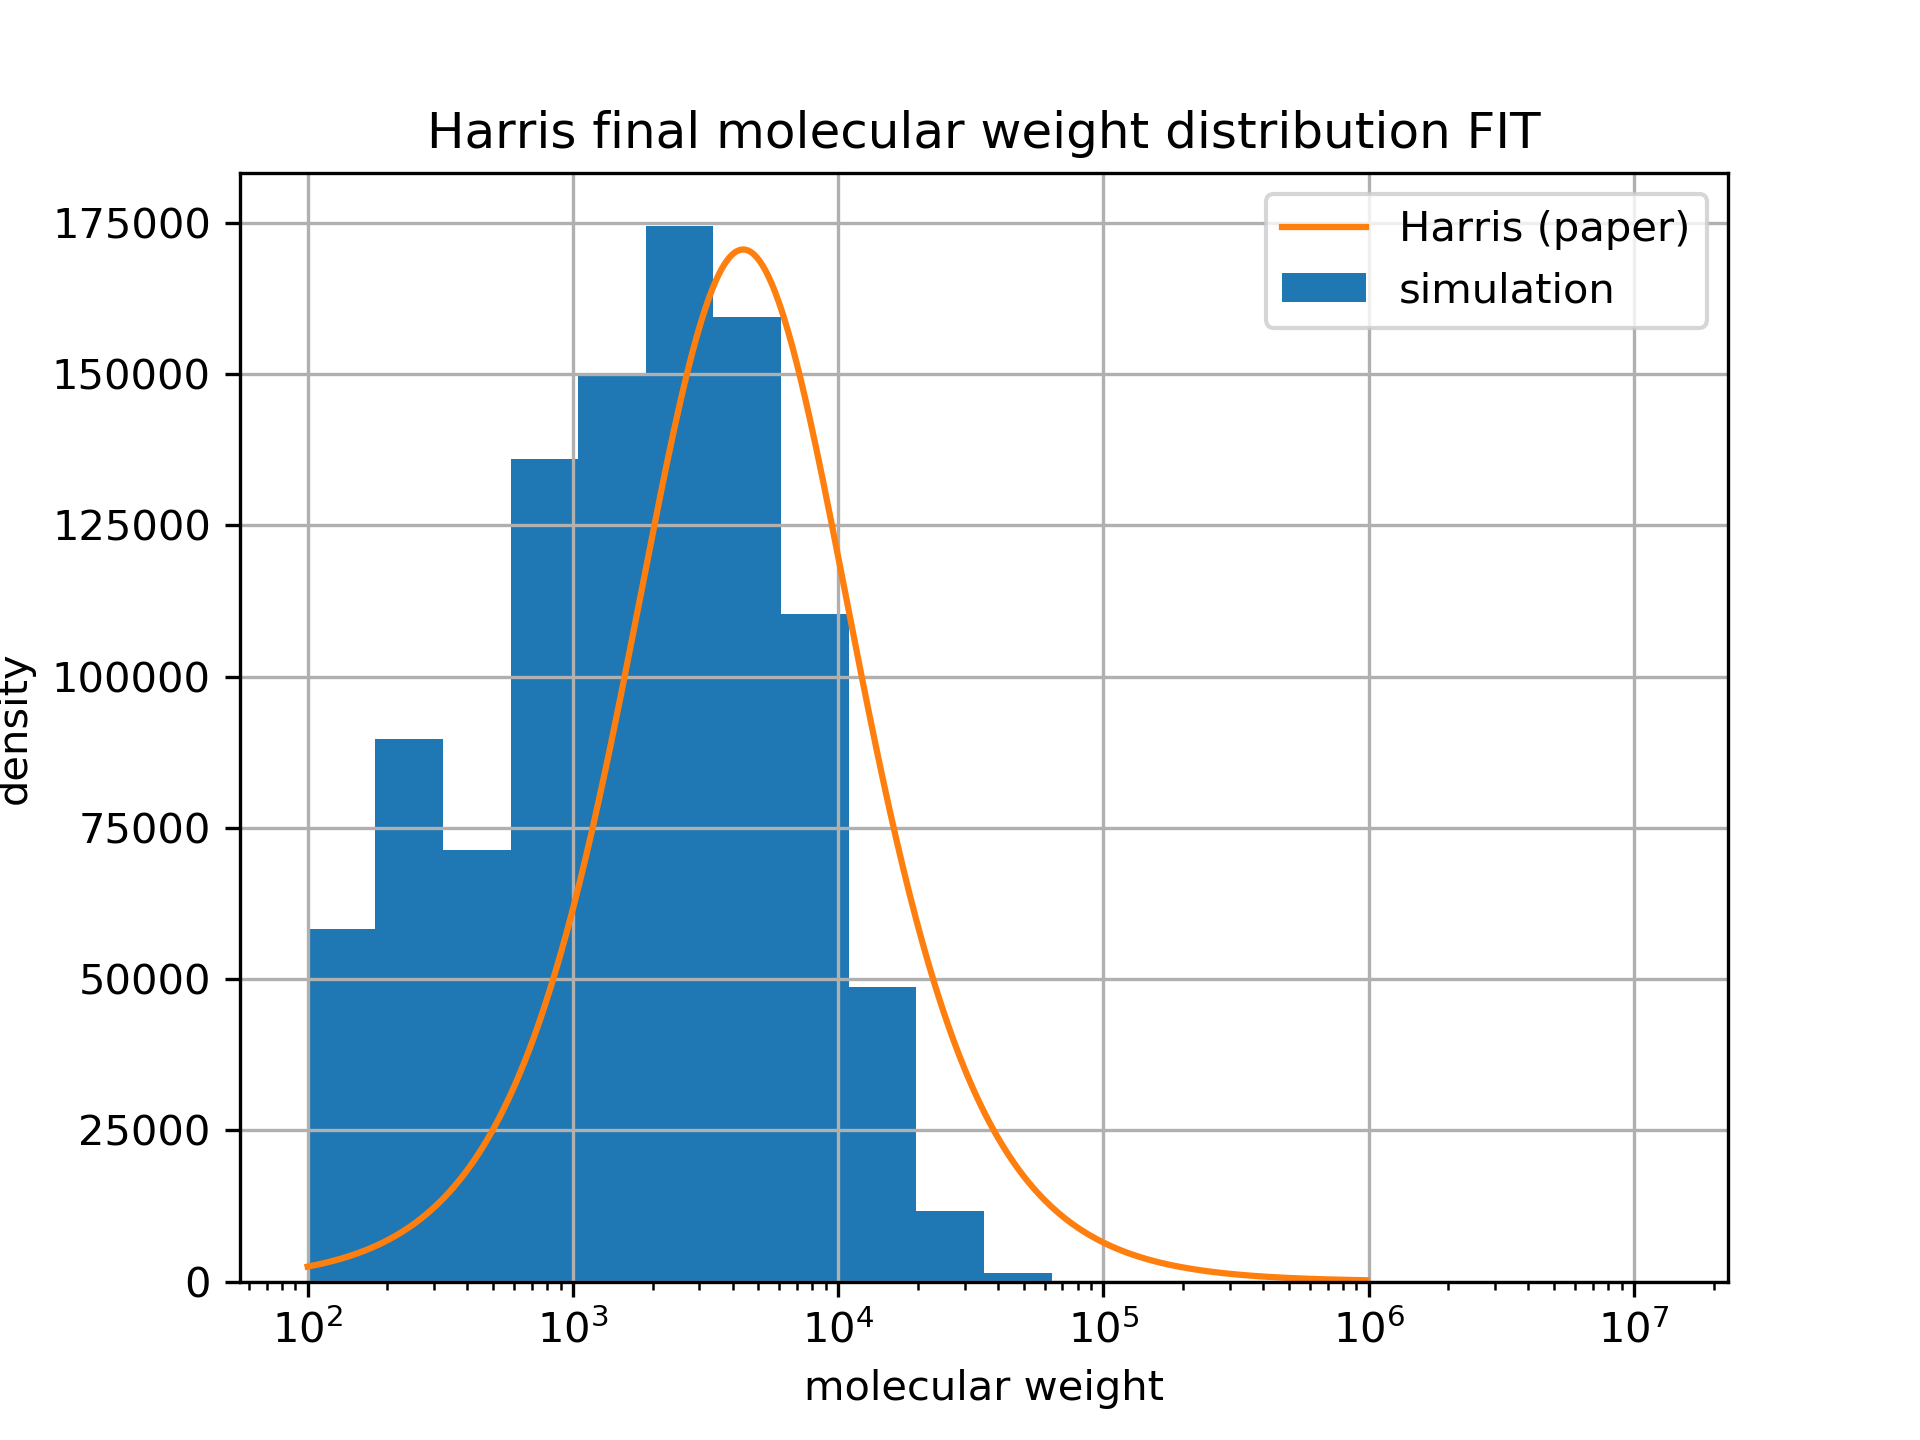 Harris final molecular weight distribution FIT
Harris (paper)
simulation
175000
150000
125000
100000
75000
50000
25000
0
density
10² 10³ 10⁴ 10⁵ 10⁶ 10⁷
molecular weight